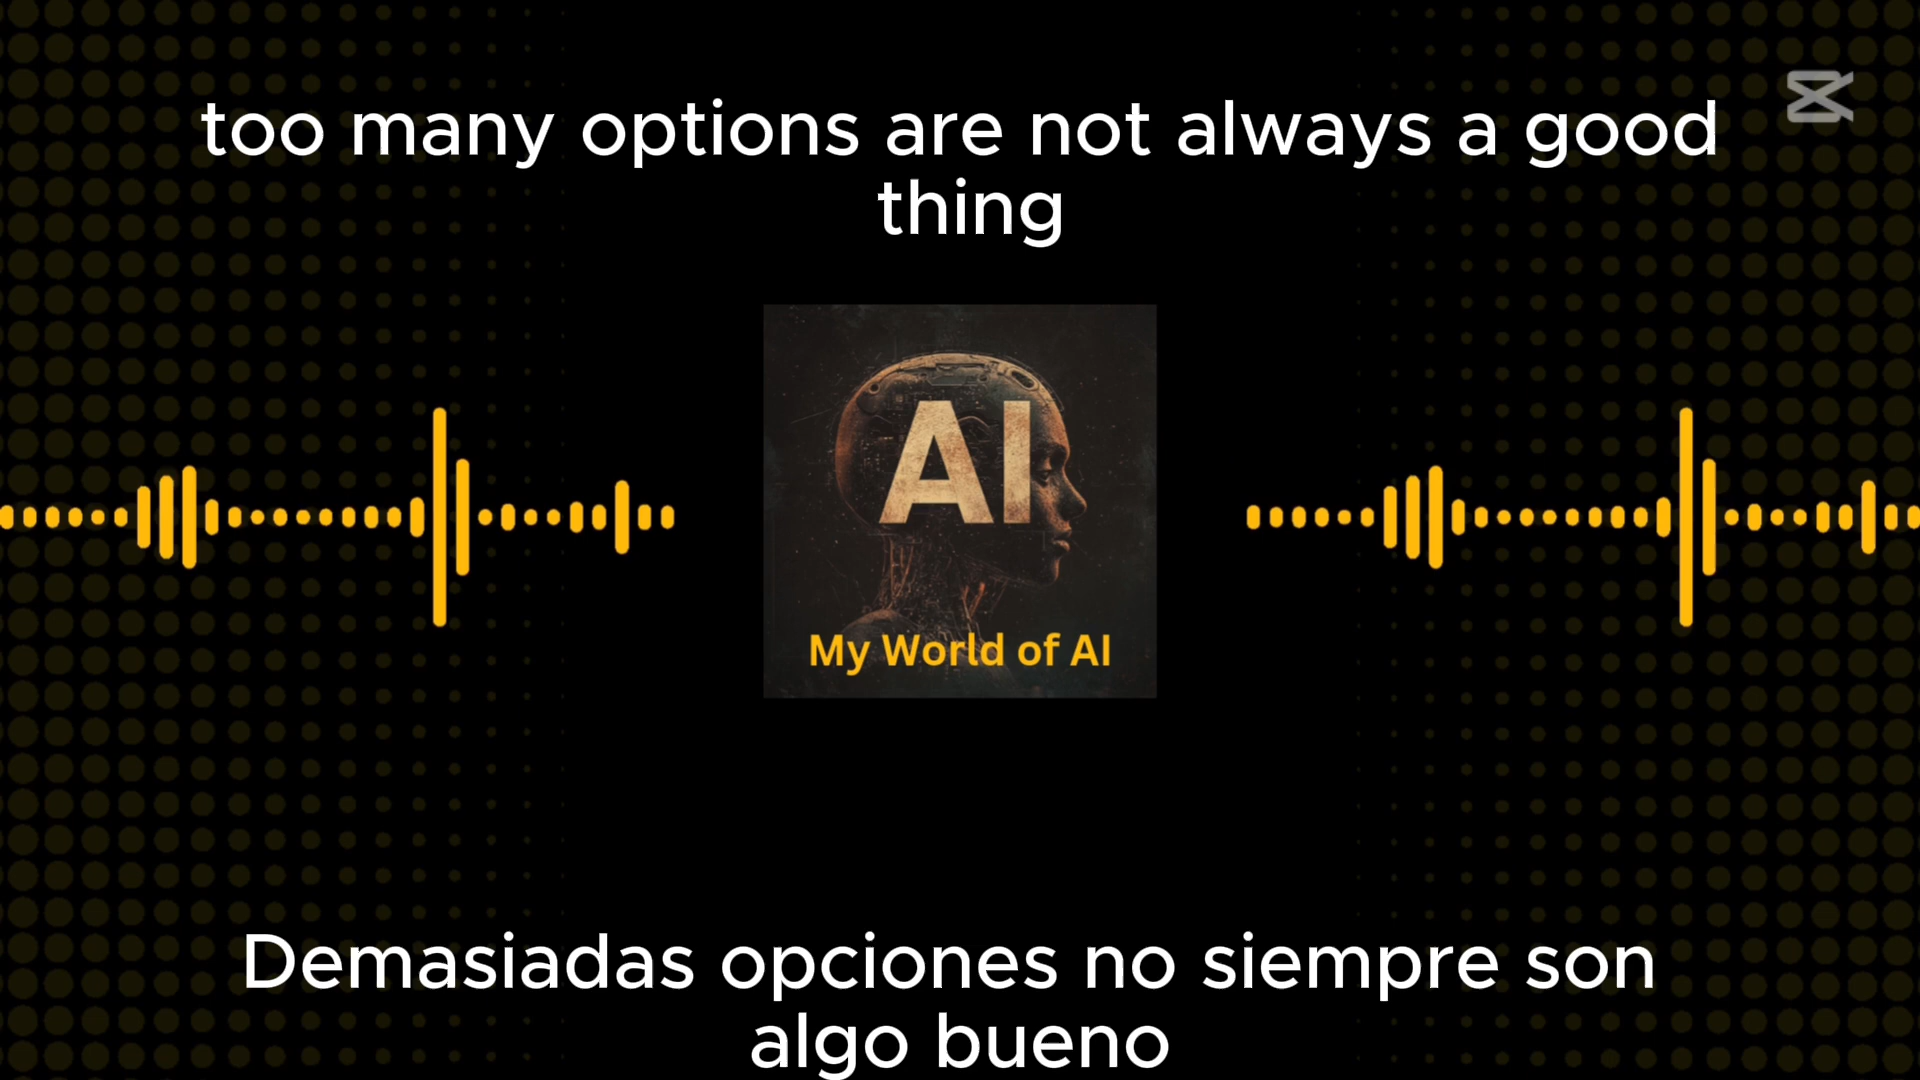 too many options are not always a good
thing
AI
My World of AI
Demasiadas opciones no siempre son
algo bueno